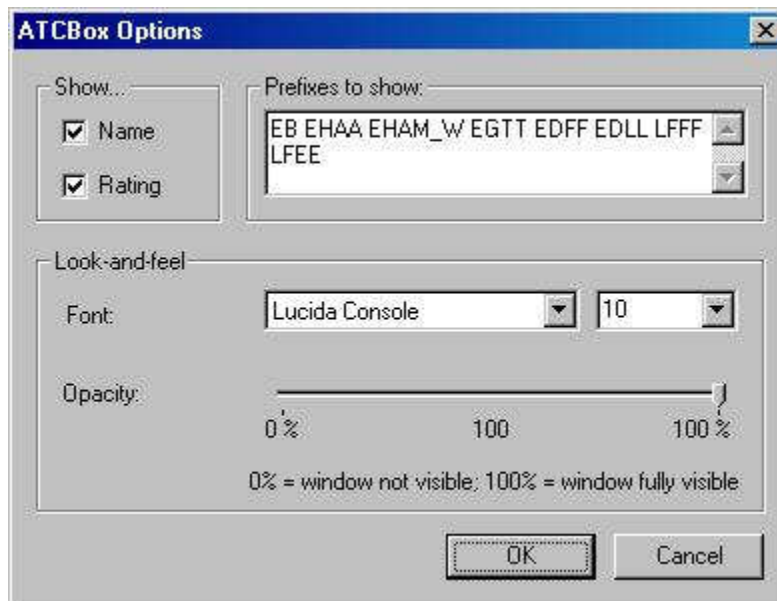 ATCBox Options
Show...
Name
Rating
Prefixes to show:
EB EHAA EHAM_W EGTT EDFF EDLL LFFF
LFEE
Look-and-feel
Font:
Lucida Console
10
Opacity:
0 %
100
100 %
0% = window not visible; 100% = window fully visible
OK
Cancel